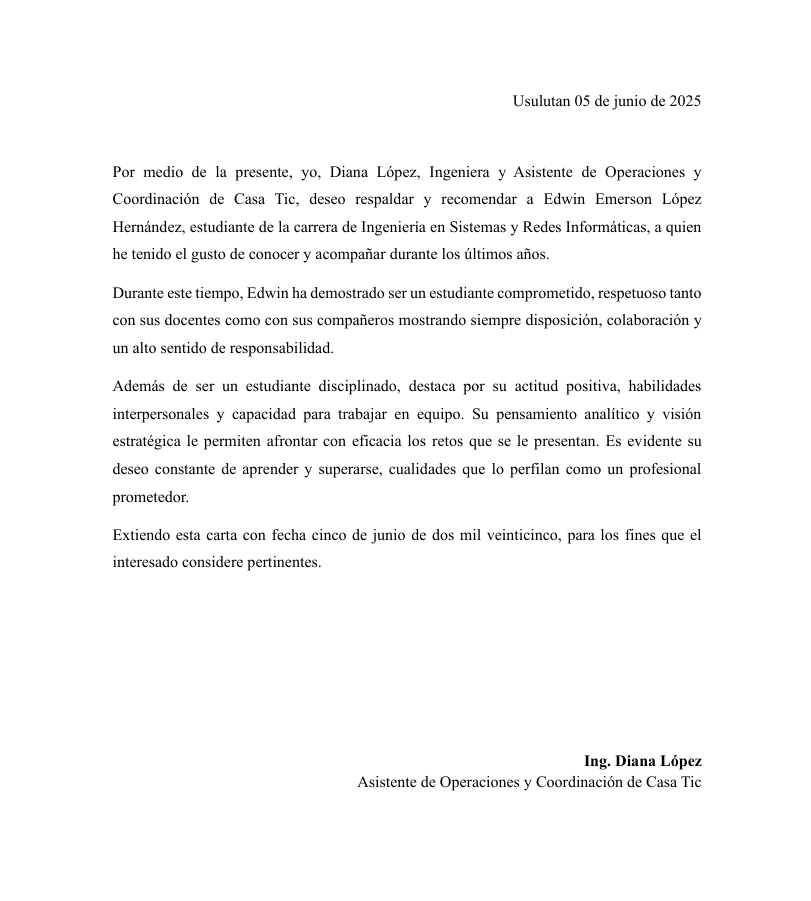 Usulutan 05 de junio de 2025
Por medio de la presente, yo, Diana López, Ingeniera y Asistente de Operaciones y
Coordinación de Casa Tic, deseo respaldar y recomendar a Edwin Emerson López
Hernández, estudiante de la carrera de Ingeniería en Sistemas y Redes Informáticas, a quien
he tenido el gusto de conocer y acompañar durante los últimos años.
Durante este tiempo, Edwin ha demostrado ser un estudiante comprometido, respetuoso tanto
con sus docentes como con sus compañeros mostrando siempre disposición, colaboración y
un alto sentido de responsabilidad.
Además de ser un estudiante disciplinado, destaca por su actitud positiva, habilidades
interpersonales y capacidad para trabajar en equipo. Su pensamiento analítico y visión
estratégica le permiten afrontar con eficacia los retos que se le presentan. Es evidente su
deseo constante de aprender y superarse, cualidades que lo perfilan como un profesional
prometedor.
Extiendo esta carta con fecha cinco de junio de dos mil veinticinco, para los fines que el
interesado considere pertinentes.
Ing. Diana López
Asistente de Operaciones y Coordinación de Casa Tic